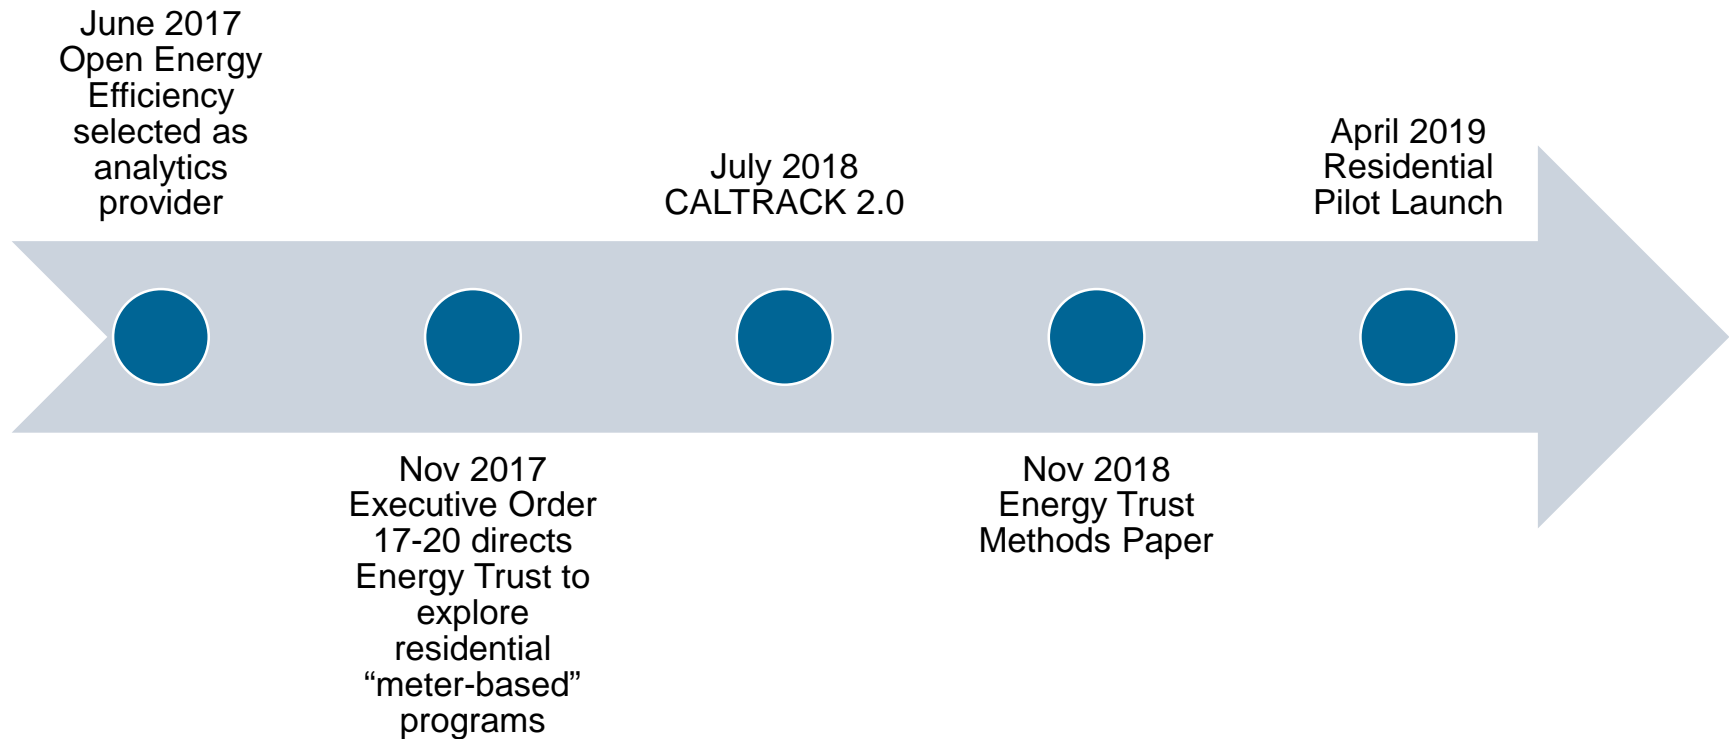 June 2017
Open Energy
Efficiency
selected as
analytics
provider
Nov 2017
Executive Order
17-20 directs
Energy Trust to
explore
residential
“meter-based”
programs
July 2018
CALTRACK 2.0
Nov 2018
Energy Trust
Methods Paper
April 2019
Residential
Pilot Launch